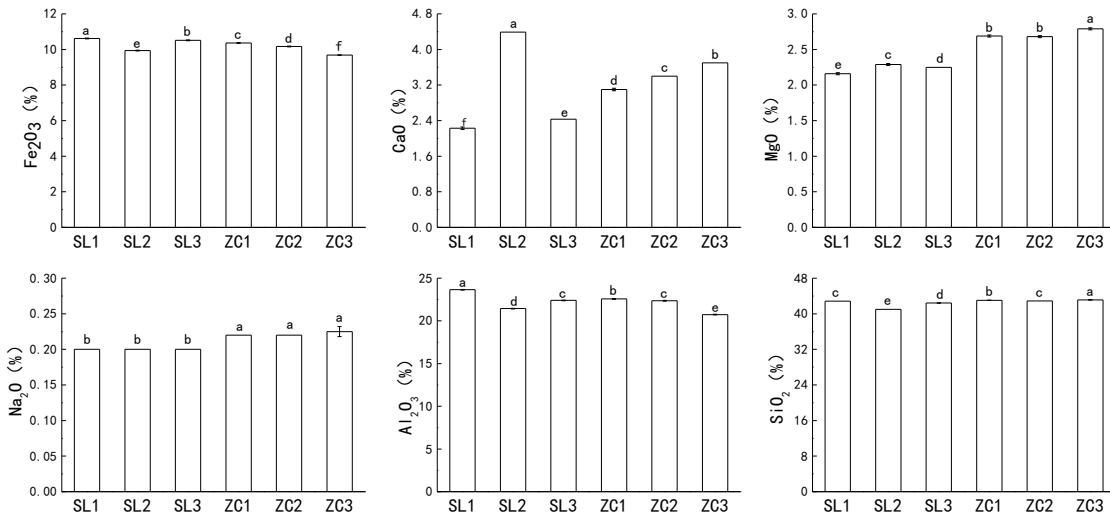 Fe2O3 (%)
12
10
8
6
4
2
0
a
e
b
c
d
f
SL1 SL2 SL3 ZC1 ZC2 ZC3
CaO (%)
4.8
4.0
3.2
2.4
1.6
0.8
0.0
f
a
e
d
c
b
SL1 SL2 SL3 ZC1 ZC2 ZC3
MgO (%)
3.0
2.5
2.0
1.5
1.0
0.5
0.0
e
c
d
b
b
a
SL1 SL2 SL3 ZC1 ZC2 ZC3
Na2O (%)
0.30
0.25
0.20
0.15
0.10
0.05
0.00
b
b
b
a
a
a
SL1 SL2 SL3 ZC1 ZC2 ZC3
Al2O3 (%)
25
20
15
10
5
0
a
d
c
b
c
e
SL1 SL2 SL3 ZC1 ZC2 ZC3
SiO2 (%)
48
36
24
12
0
c
e
d
b
c
a
SL1 SL2 SL3 ZC1 ZC2 ZC3